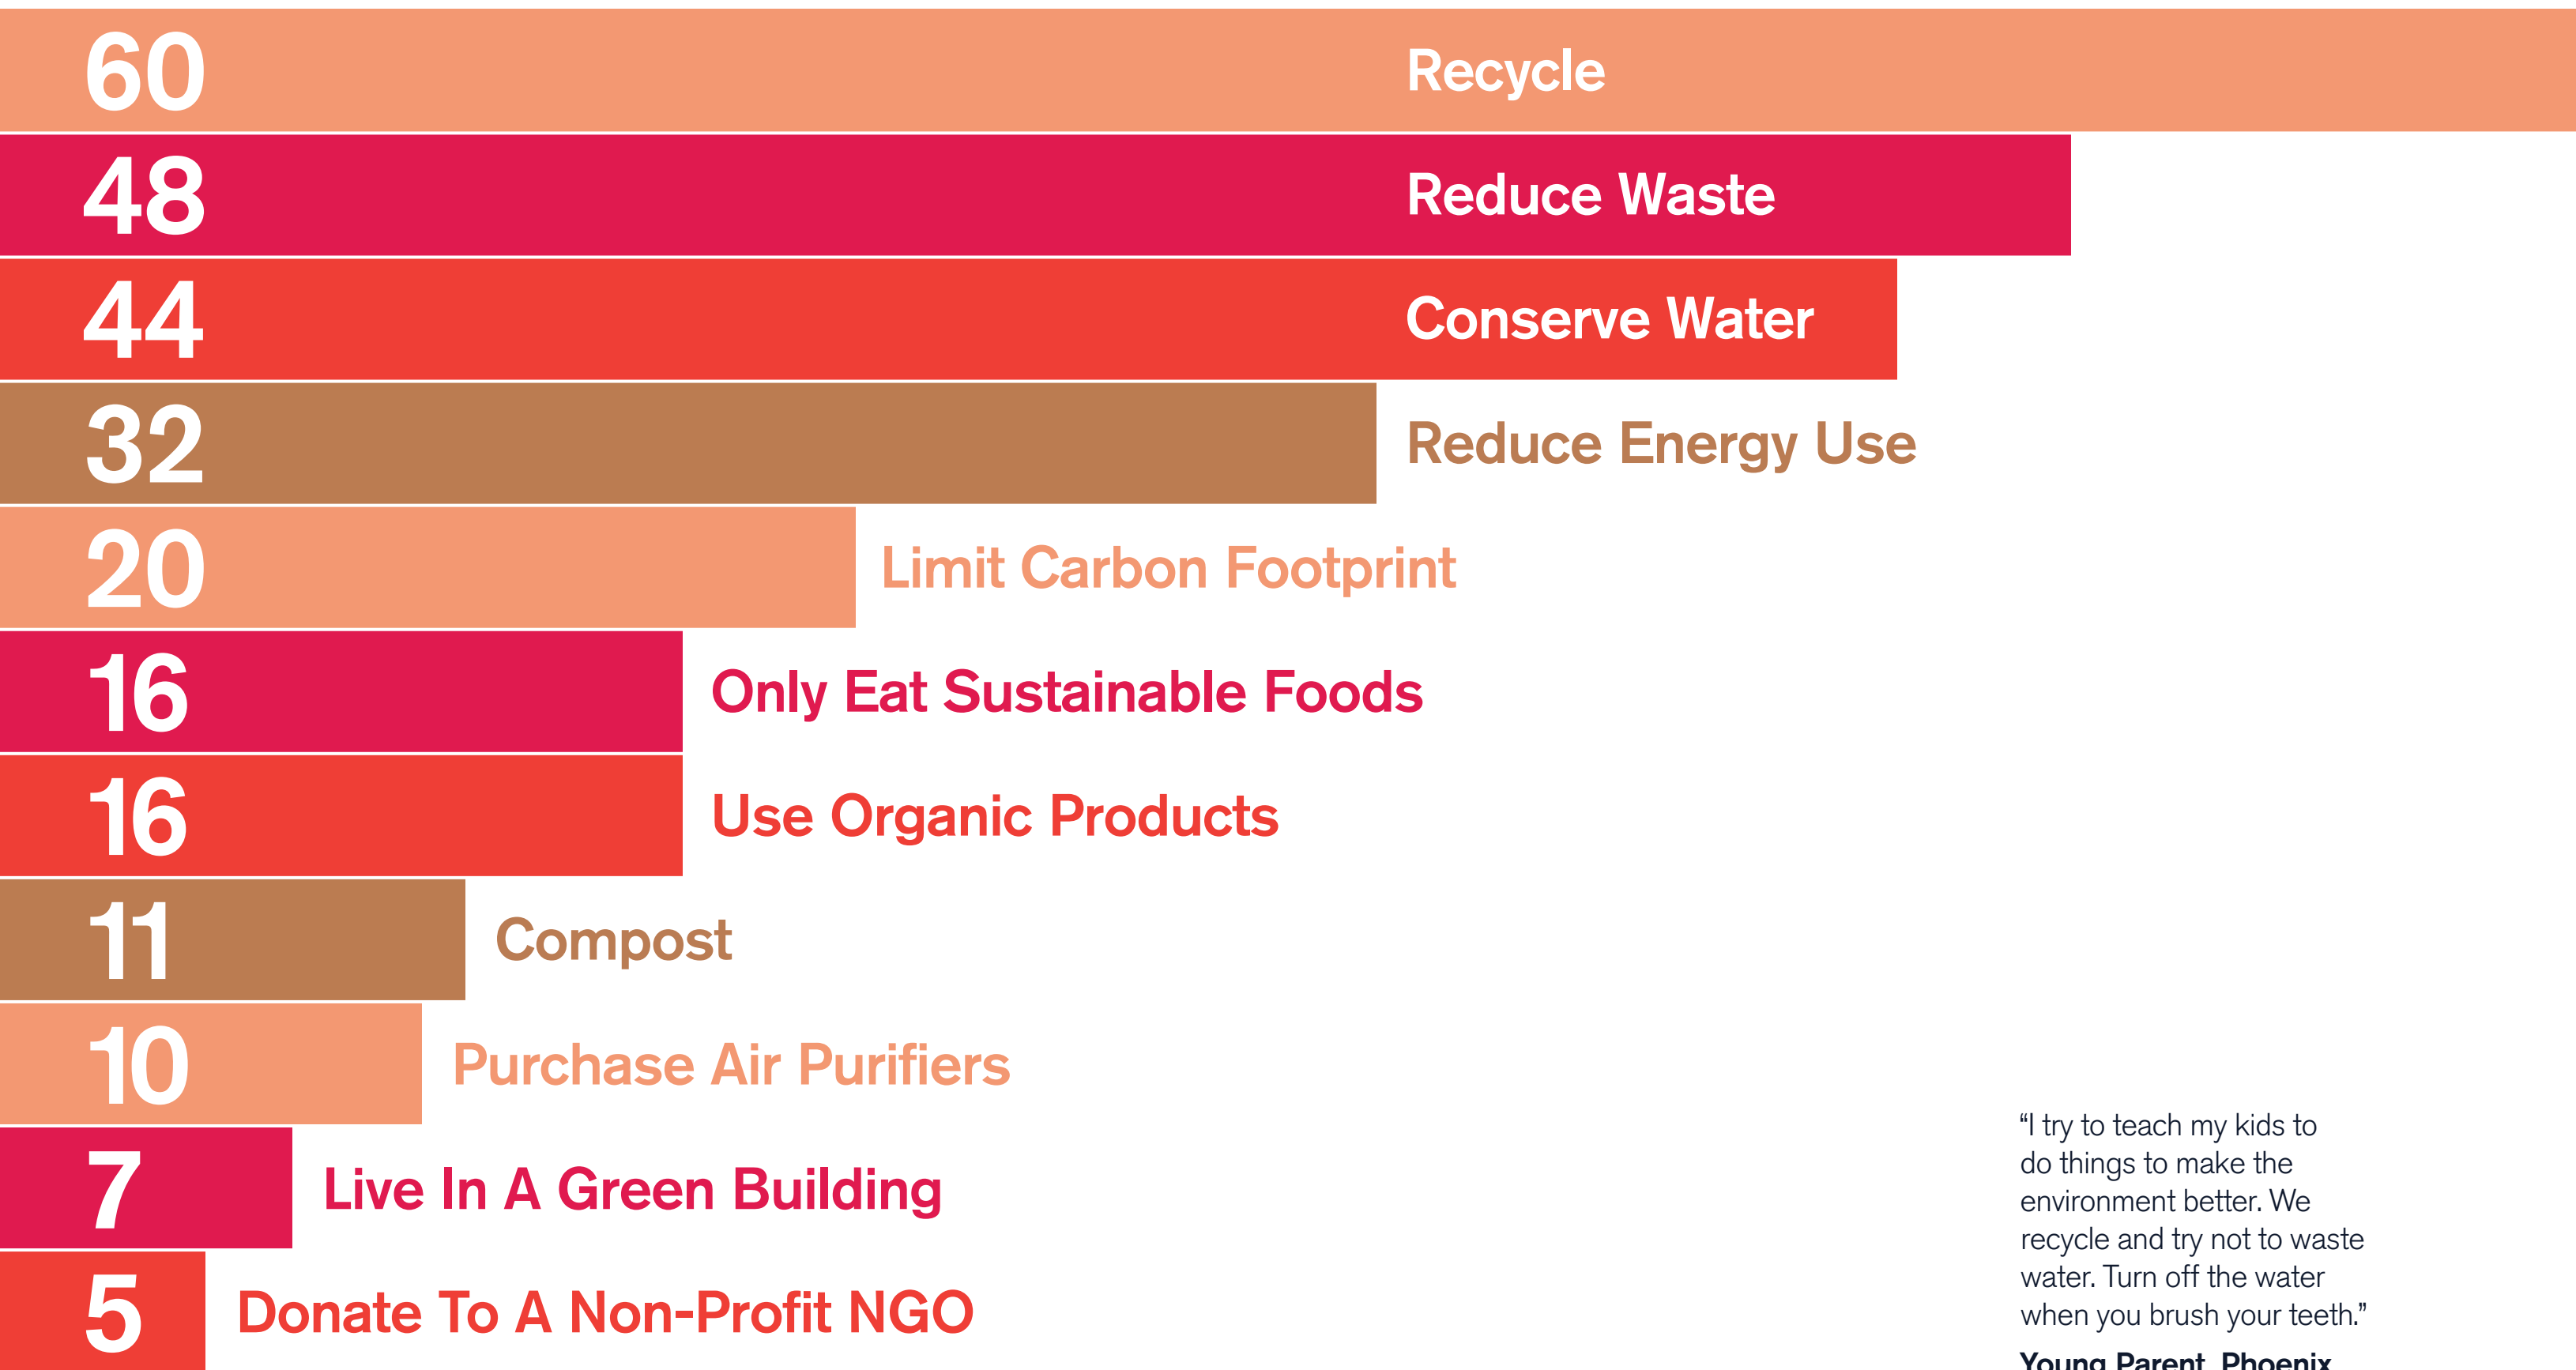 60 Recycle
48 Reduce Waste
44 Conserve Water
32 Reduce Energy Use
20 Limit Carbon Footprint
16 Only Eat Sustainable Foods
16 Use Organic Products
11 Compost
10 Purchase Air Purifiers
7 Live In A Green Building
5 Donate To A Non-Profit NGO
“I try to teach my kids to
do things to make the
environment better. We
recycle and try not to waste
water. Turn off the water
when you brush your teeth.”
Young Parent, Phoenix